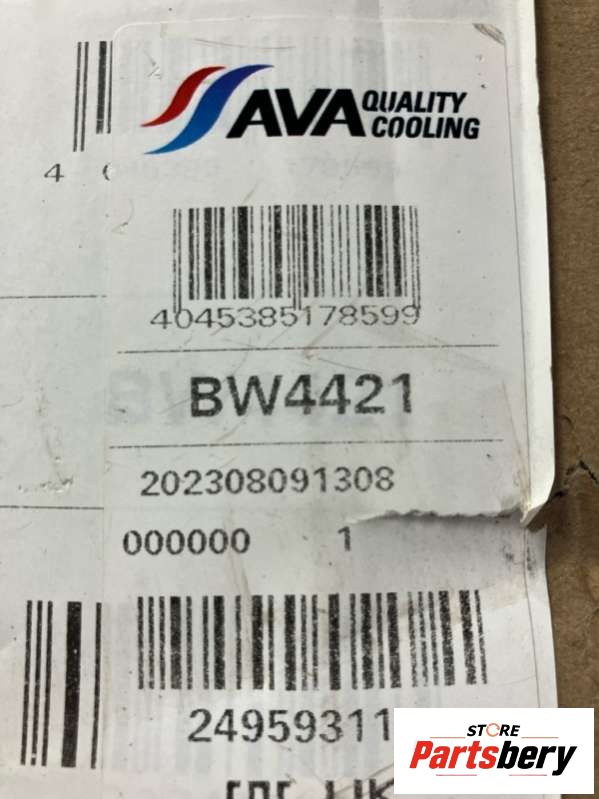 AVA QUALITY
COOLING
4
4045385178599
BW4421
202308091308
000000 1
24959311
STORE
Partsbery